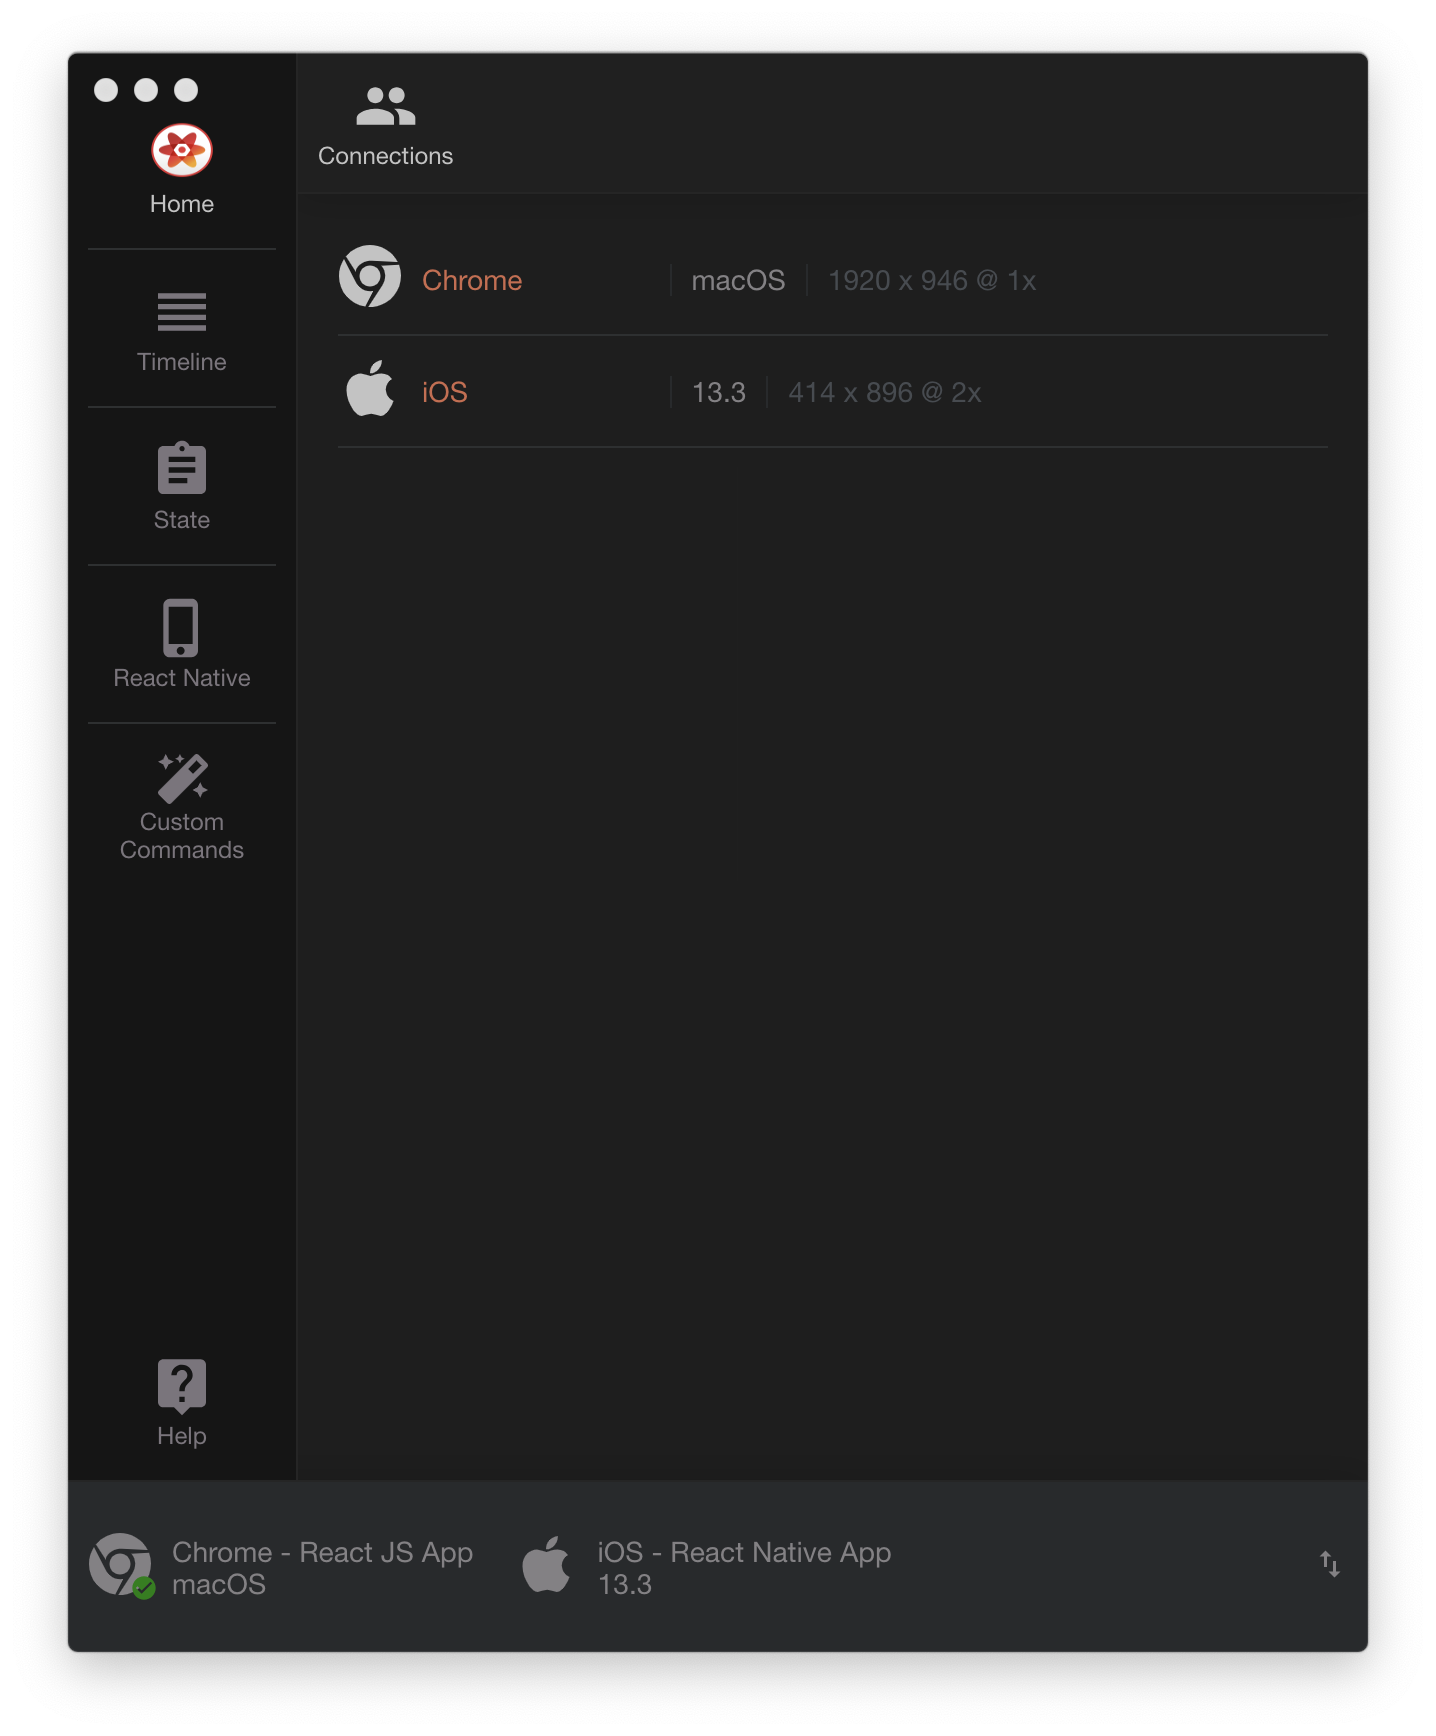 Home
Connections
Chrome macOS 1920 x 946 @ 1x
iOS 13.3 414 x 896 @ 2x
Timeline
State
React Native
Custom
Commands
Help
Chrome - React JS App
macOS
iOS - React Native App
13.3